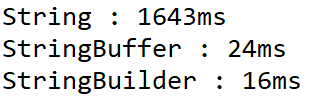 String : 1643ms
StringBuffer : 24ms
StringBuilder : 16ms